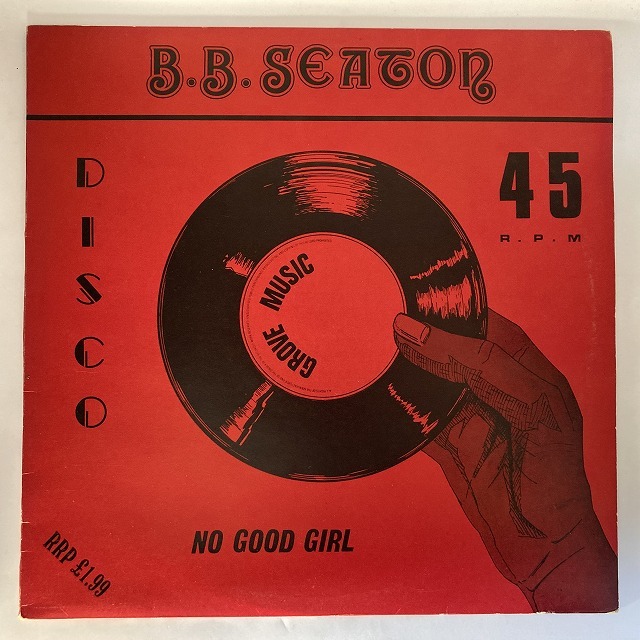 B.B. SEATON
DISCO
45
R.P.M
GROVE MUSIC
NO GOOD GIRL
RRP £1.99